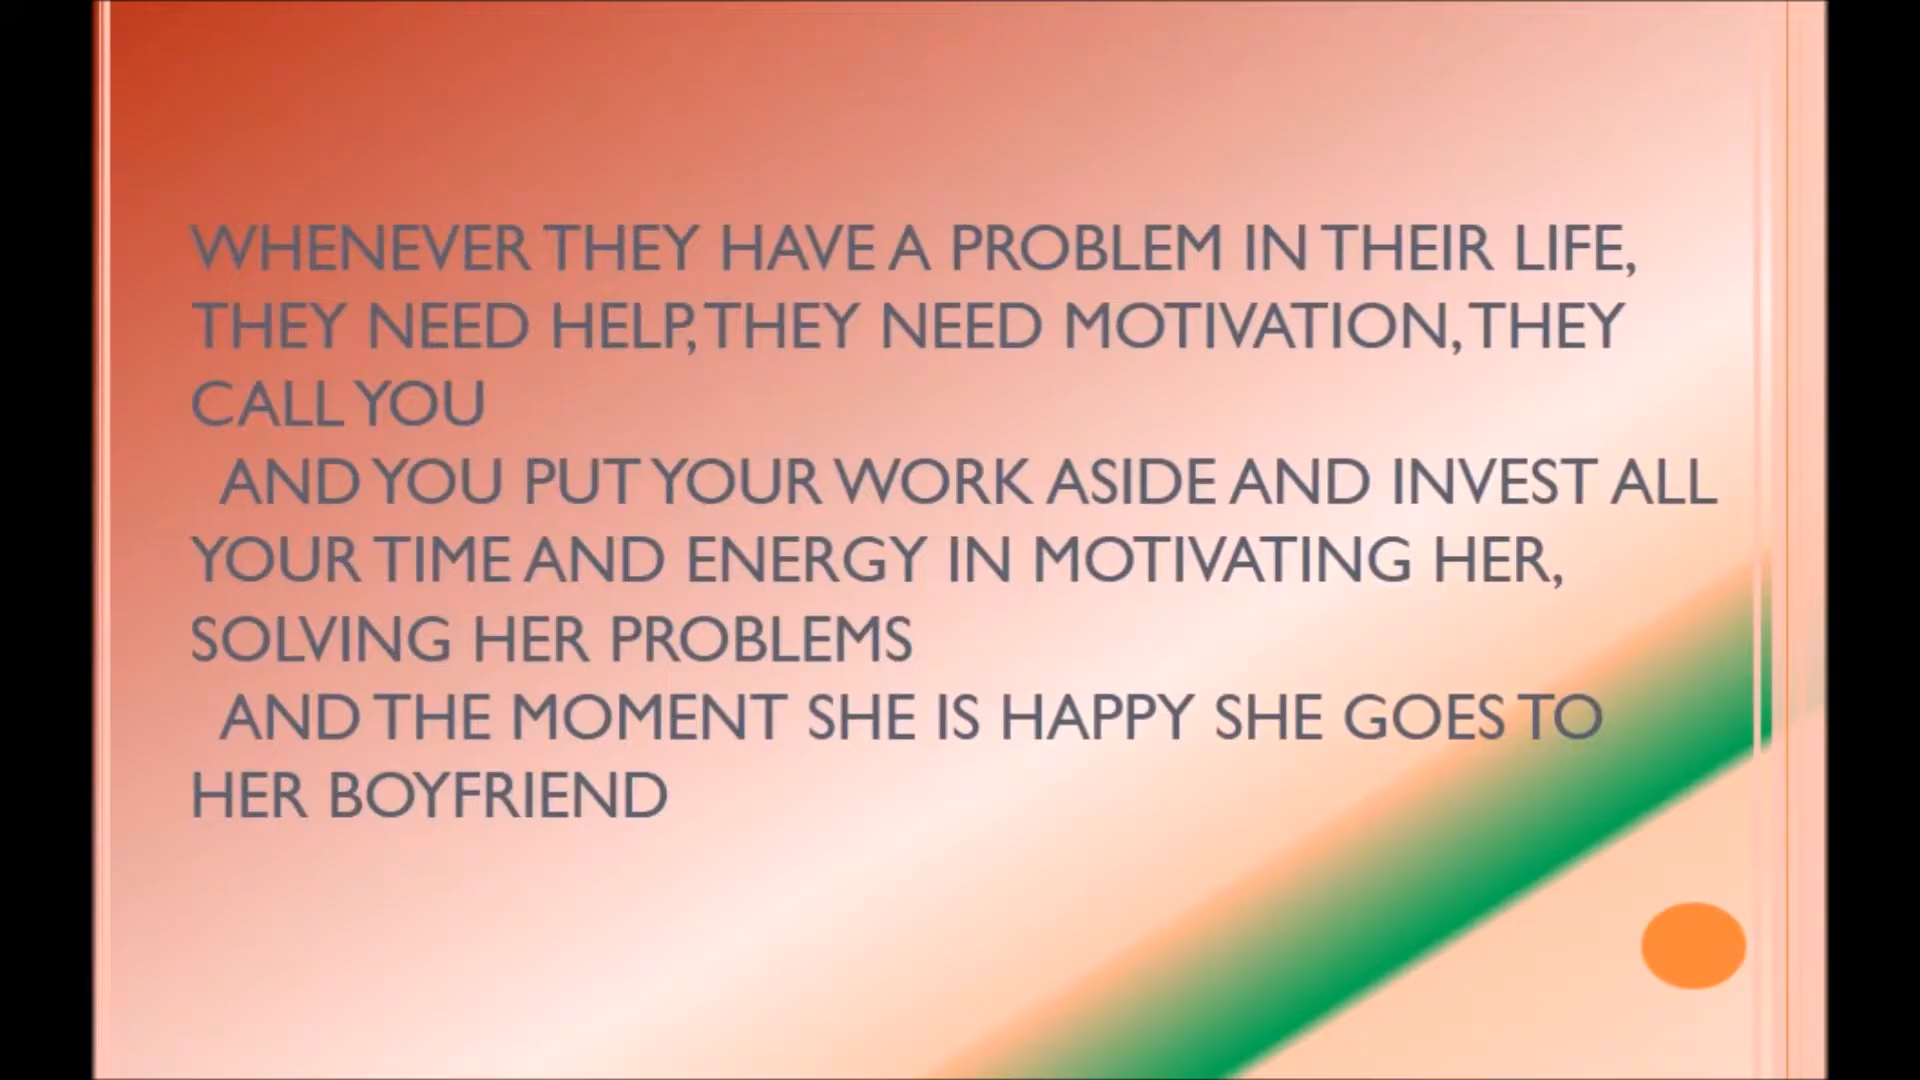 WHENEVER THEY HAVE A PROBLEM IN THEIR LIFE,
THEY NEED HELP, THEY NEED MOTIVATION, THEY
CALL YOU
AND YOU PUT YOUR WORK ASIDE AND INVEST ALL
YOUR TIME AND ENERGY IN MOTIVATING HER,
SOLVING HER PROBLEMS
AND THE MOMENT SHE IS HAPPY SHE GOES TO
HER BOYFRIEND